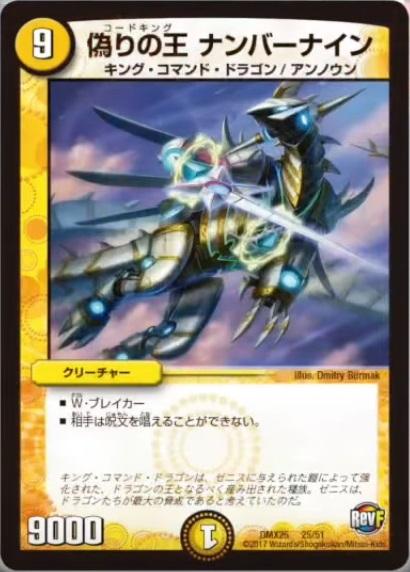 コードキング
9
偽りの王 ナンバーナイン
キング・コマンド・ドラゴン / アンノウン
Illus. Dmitry Burmak
クリーチャー
■ W・ブレイカー
■ 相手は呪文を唱えることができない。
キング・コマンド・ドラゴンは、ゼニスに与えられた鎧によって強
化された、ドラゴンの王となるべく産み出された種族。ゼニスは、
ドラゴンたちが最大の脅威であると考えていたのだ。
RevF
9000
1
DMX25 25/51
©2017 Wizards/Shogakukan/Mitsui-Kids